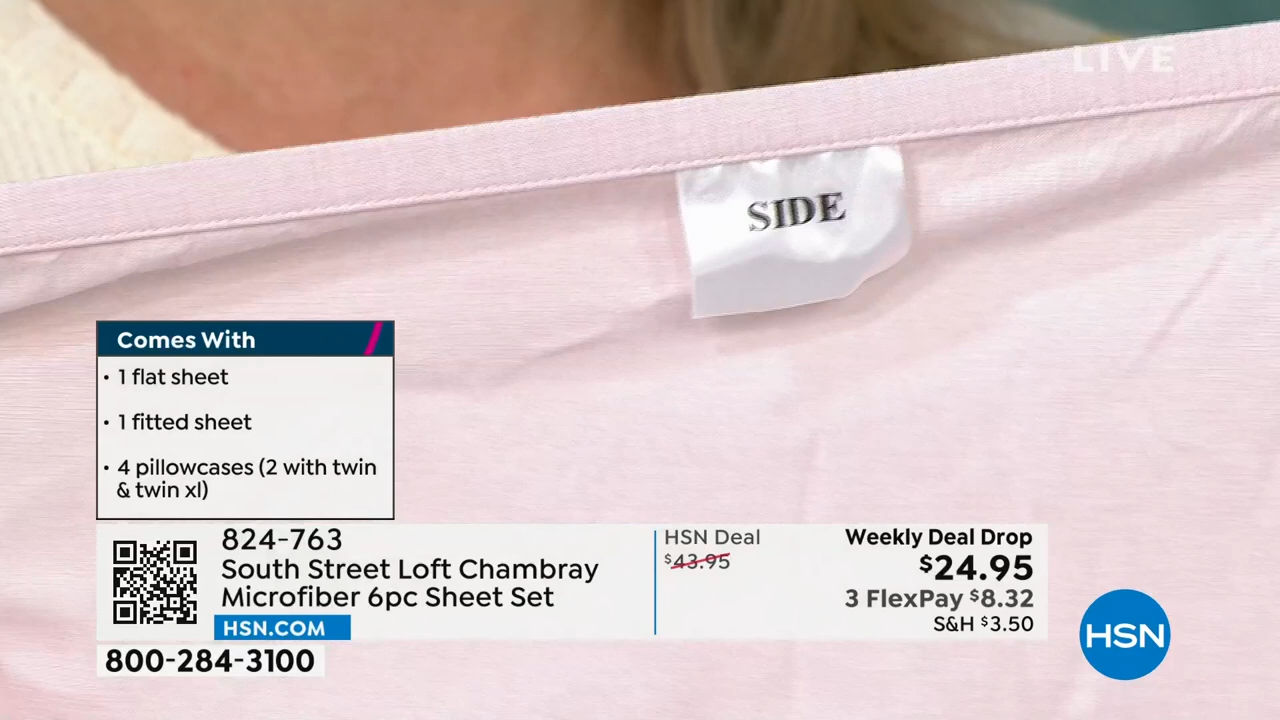 LIVE
SIDE
Comes With
• 1 flat sheet
• 1 fitted sheet
• 4 pillowcases (2 with twin
& twin xl)
824-763
South Street Loft Chambray
Microfiber 6pc Sheet Set
HSN.COM
800-284-3100
HSN Deal
$43.95
Weekly Deal Drop
$24.95
3 FlexPay $8.32
S&H $3.50
HSN